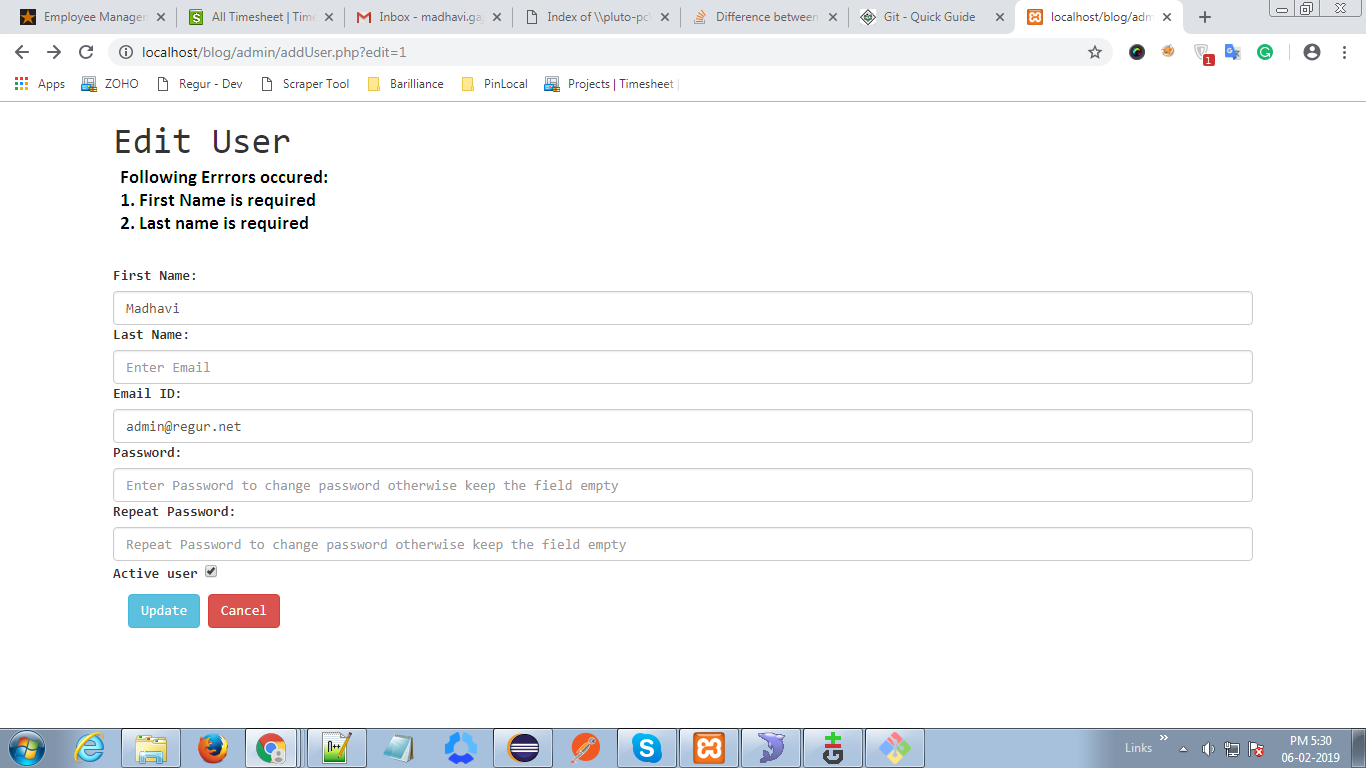 Employee Manager
All Timesheet | Time
Inbox - madhavi.ga
Index of \\pluto-pc\
Difference between
Git - Quick Guide
localhost/blog/adm
localhost/blog/admin/addUser.php?edit=1
1
Apps
ZOHO
Regur - Dev
Scraper Tool
Barilliance
PinLocal
Projects | Timesheet
Edit User
Following Errrors occured:
1. First Name is required
2. Last name is required
First Name:
Madhavi
Last Name:
Enter Email
Email ID:
admin@regur.net
Password:
Enter Password to change password otherwise keep the field empty
Repeat Password:
Repeat Password to change password otherwise keep the field empty
Active user
Update
Cancel
Links
PM 5:30
06-02-2019